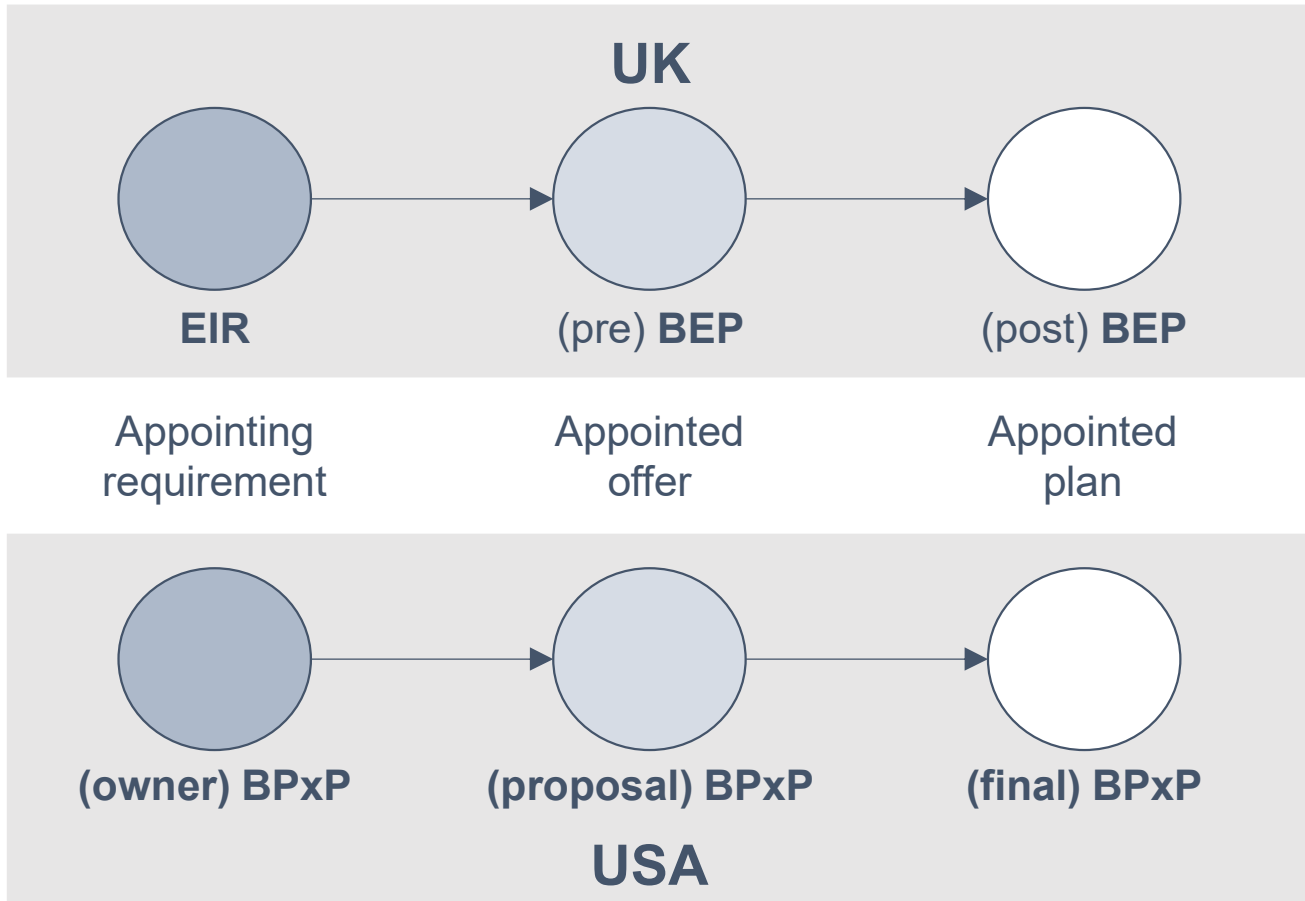 UK
EIR
(pre) BEP
(post) BEP
Appointing
requirement
Appointed
offer
Appointed
plan
(owner) BPxP
(proposal) BPxP
(final) BPxP
USA